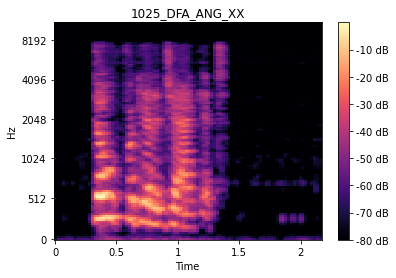 1025_DFA_ANG_XX
8192
4096
2048
1024
512
0
Hz
0
0.5
1
1.5
2
Time
-10 dB
-20 dB
-30 dB
-40 dB
-50 dB
-60 dB
-70 dB
-80 dB